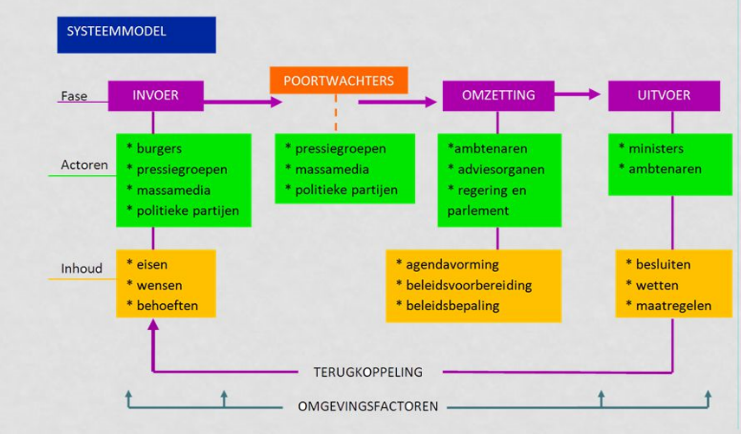 SYSTEEMMODEL
Fase
INVOER
POORTWACHTERS
OMZETTING
UITVOER
Actoren
* burgers
* pressiegroepen
* massamedia
* politieke partijen
* pressiegroepen
* massamedia
* politieke partijen
*ambtenaren
* adviesorganen
* regering en
parlement
* ministers
* ambtenaren
Inhoud
* eisen
* wensen
* behoeften
* agendavorming
* beleidsvoorbereiding
* beleidsbepaling
* besluiten
* wetten
* maatregelen
TERUGKOPPELING
OMGEVINGSFACTOREN